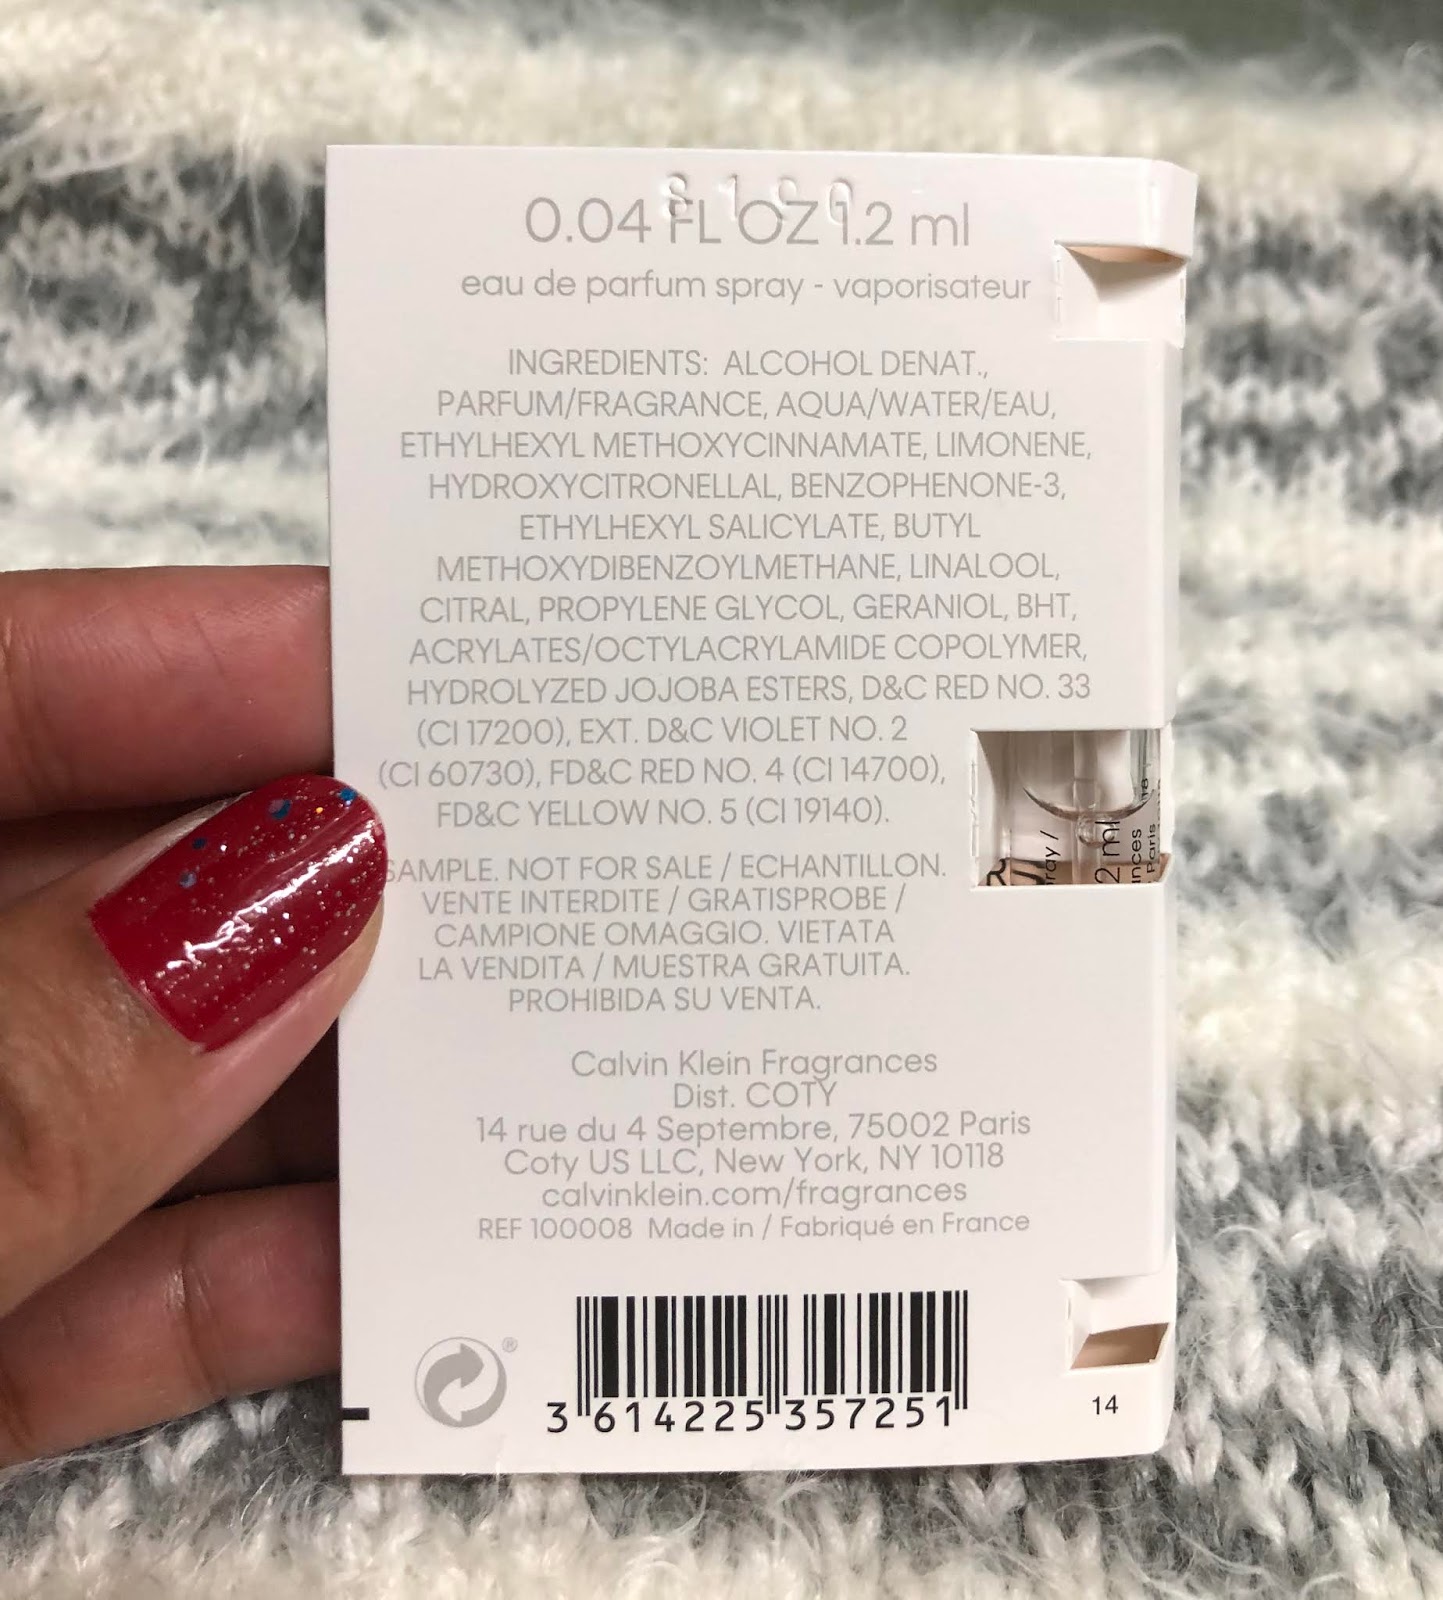 8100
0.04 FL OZ 1.2 ml
eau de parfum spray - vaporisateur
INGREDIENTS: ALCOHOL DENAT.,
PARFUM/FRAGRANCE, AQUA/WATER/EAU,
ETHYLHEXYL METHOXYCINNAMATE, LIMONENE,
HYDROXYCITRONELLAL, BENZOPHENONE-3,
ETHYLHEXYL SALICYLATE, BUTYL
METHOXYDIBENZOYLMETHANE, LINALOOL,
CITRAL, PROPYLENE GLYCOL, GERANIOL, BHT,
ACRYLATES/OCTYLACRYLAMIDE COPOLYMER,
HYDROLYZED JOJOBA ESTERS, D&C RED NO. 33
(CI 17200), EXT. D&C VIOLET NO. 2
(CI 60730), FD&C RED NO. 4 (CI 14700),
FD&C YELLOW NO. 5 (CI 19140).
SAMPLE. NOT FOR SALE / ECHANTILLON.
VENTE INTERDITE / GRATISPROBE /
CAMPIONE OMAGGIO. VIETATA
LA VENDITA / MUESTRA GRATUITA.
PROHIBIDA SU VENTA.
Calvin Klein Fragrances
Dist. COTY
14 rue du 4 Septembre, 75002 Paris
Coty US LLC, New York, NY 10118
calvinklein.com/fragrances
REF 100008 Made in / Fabriqué en France
®
3 614225 357251
14
2 ml
Paris